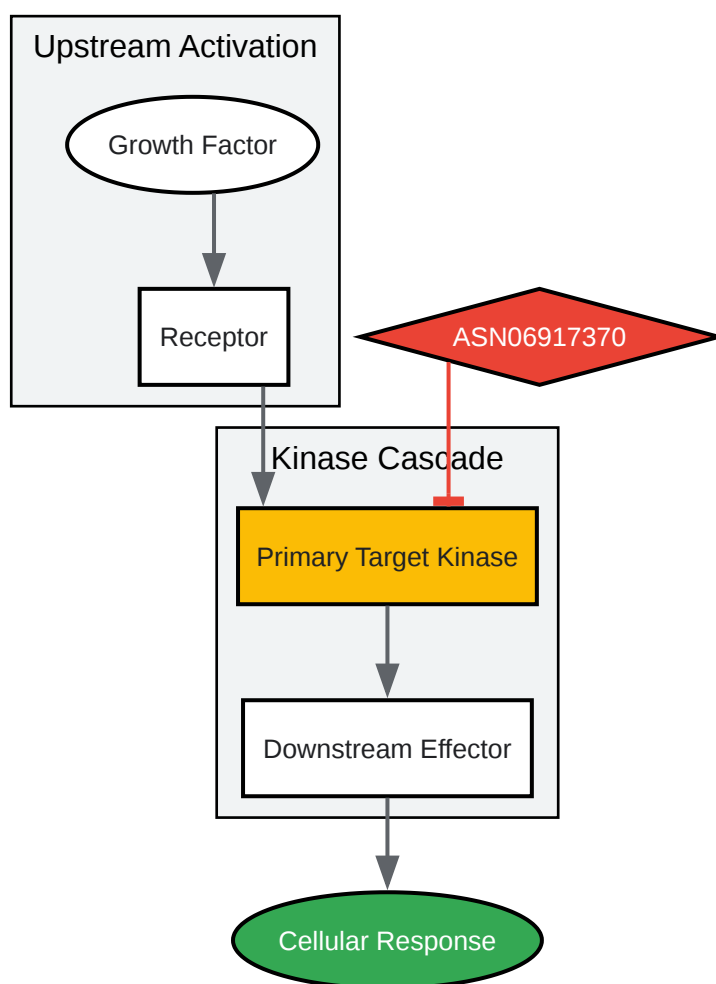 Upstream Activation
Growth Factor
Receptor
ASN06917370
Kinase Cascade
Primary Target Kinase
Downstream Effector
Cellular Response